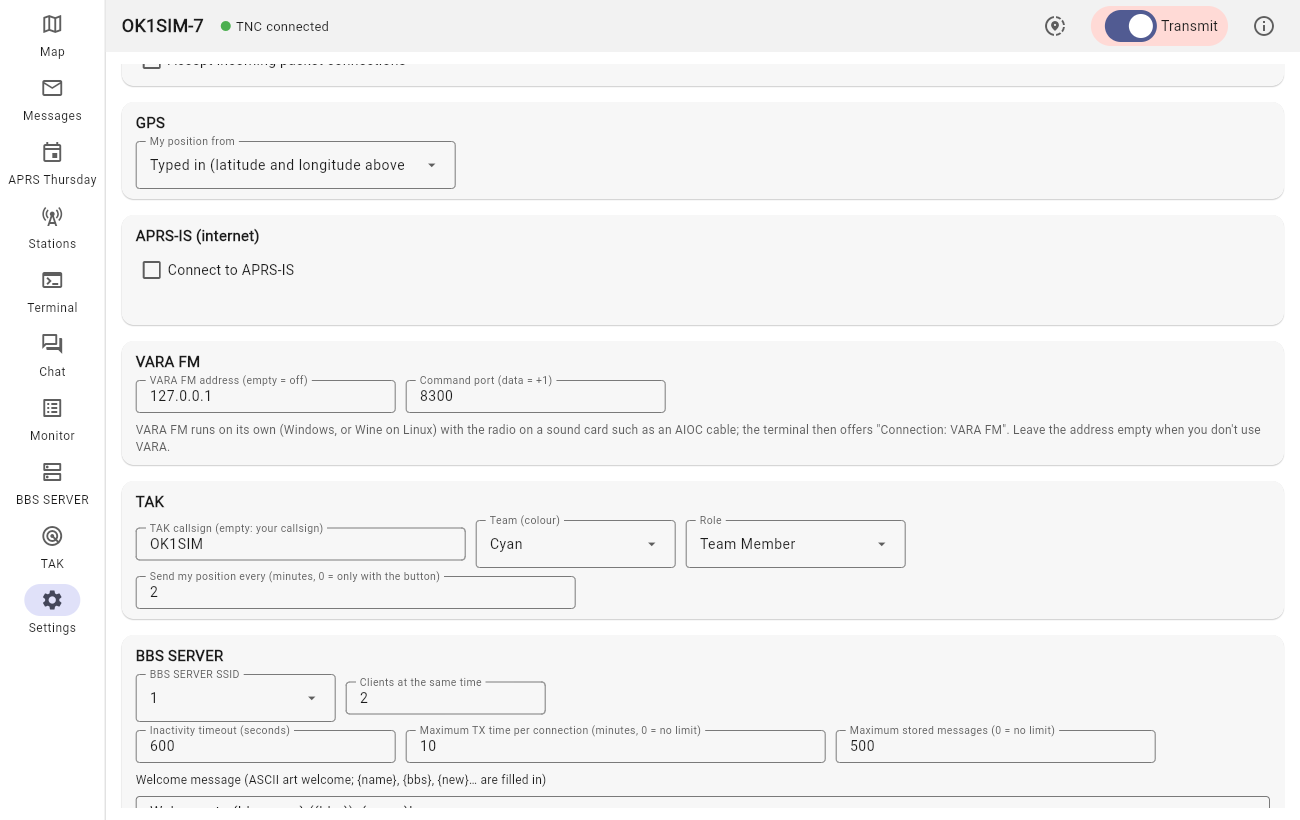 OK1SIM-7
TNC connected
Transmit
Map
Messages
APRS Thursday
Stations
Terminal
Chat
Monitor
BBS SERVER
TAK
Settings
Accept incoming packet connections
GPS
My position from
Typed in (latitude and longitude above
APRS-IS (internet)
Connect to APRS-IS
VARA FM
VARA FM address (empty = off)
127.0.0.1
Command port (data = +1)
8300
VARA FM runs on its own (Windows, or Wine on Linux) with the radio on a sound card such as an AIOC cable; the terminal then offers "Connection: VARA FM". Leave the address empty when you don't use
VARA.
TAK
TAK callsign (empty: your callsign)
OK1SIM
Team (colour)
Cyan
Role
Team Member
Send my position every (minutes, 0 = only with the button)
2
BBS SERVER
BBS SERVER SSID
1
Clients at the same time
2
Inactivity timeout (seconds)
600
Maximum TX time per connection (minutes, 0 = no limit)
10
Maximum stored messages (0 = no limit)
500
Welcome message (ASCII art welcome; {name}, {bbs}, {new}… are filled in)